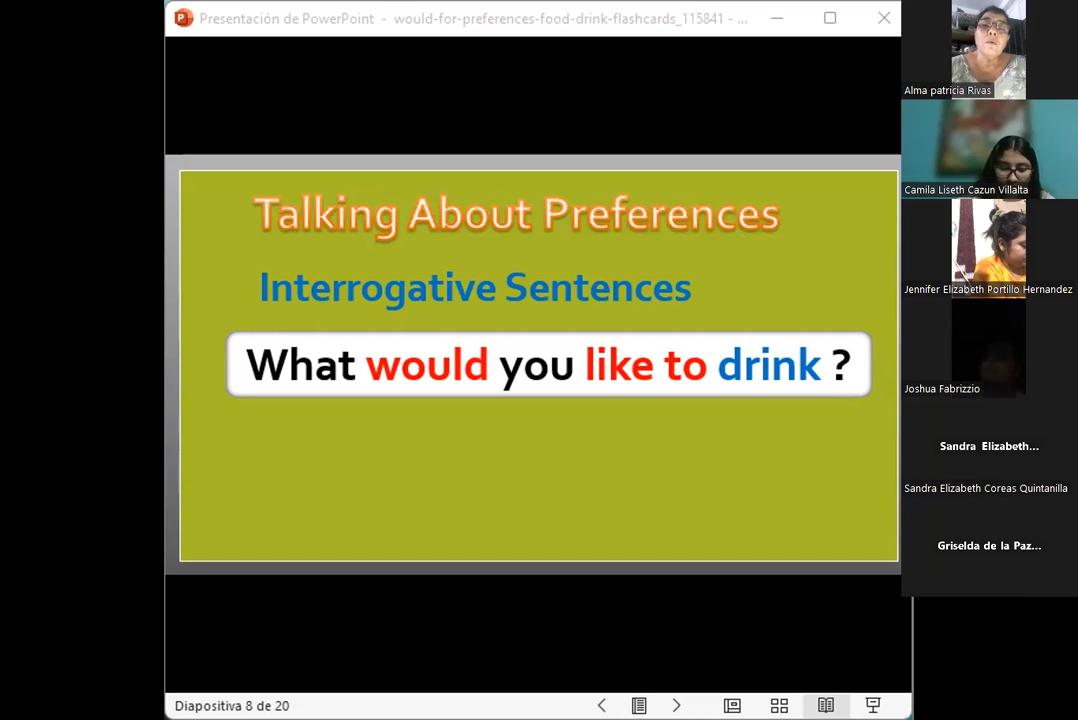 Presentación de PowerPoint - would-for-preferences-food-drink-flashcards_115841 - ...
Talking About Preferences
Interrogative Sentences
What would you like to drink ?
Diapositiva 8 de 20
Alma patricia Rivas
Camila Liseth Cazun Villalta
Jennifer Elizabeth Portillo Hernandez
Joshua Fabrizzio
Sandra Elizabeth...
Sandra Elizabeth Coreas Quintanilla
Griselda de la Paz...